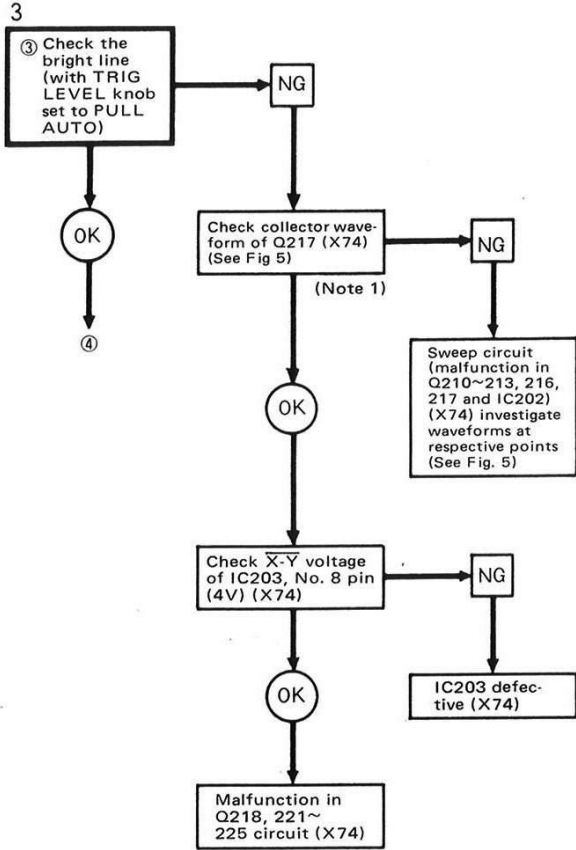 3
③ Check the
bright line
(with TRIG
LEVEL knob
set to PULL
AUTO)
NG
OK
④
Check collector wave-
form of Q217 (X74)
(See Fig 5)
(Note 1)
NG
Sweep circuit
(malfunction in
Q210~213, 216,
217 and IC202)
(X74) investigate
waveforms at
respective points
(See Fig. 5)
OK
Check X-Y voltage
of IC203, No. 8 pin
(4V) (X74)
NG
IC203 defec-
tive (X74)
OK
Malfunction in
Q218, 221~
225 circuit (X74)